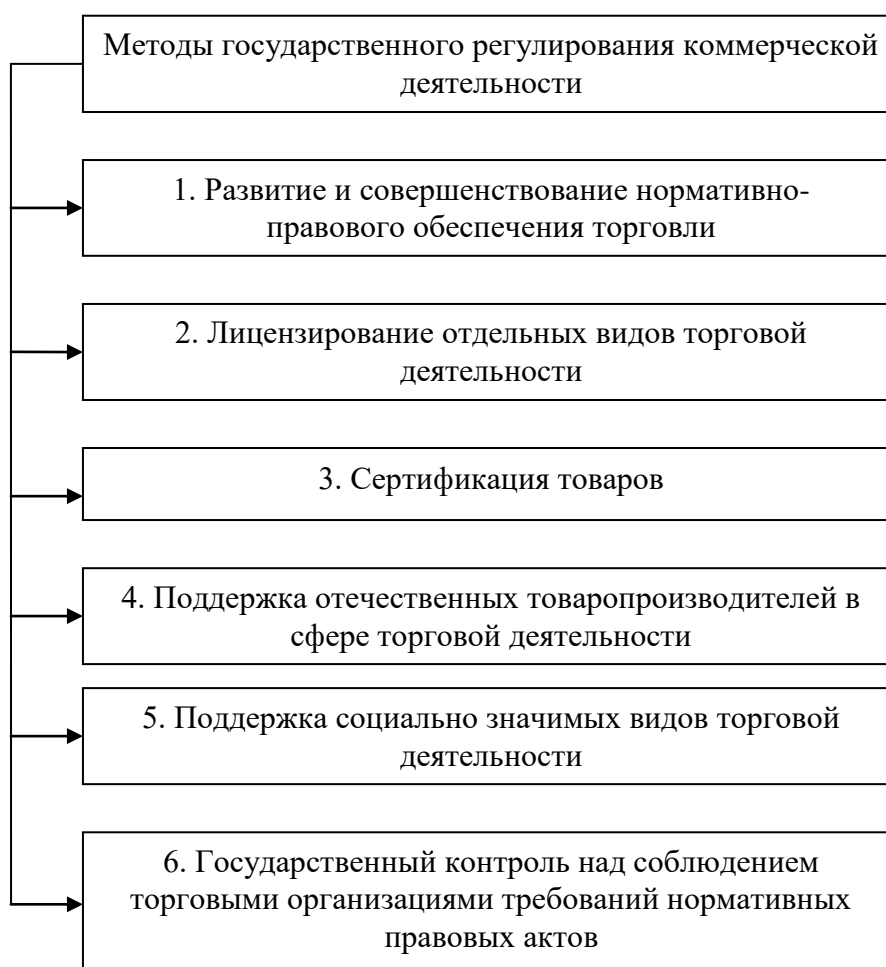 Методы государственного регулирования коммерческой
деятельности
1. Развитие и совершенствование нормативно-
правового обеспечения торговли
2. Лицензирование отдельных видов торговой
деятельности
3. Сертификация товаров
4. Поддержка отечественных товаропроизводителей в
сфере торговой деятельности
5. Поддержка социально значимых видов торговой
деятельности
6. Государственный контроль над соблюдением
торговыми организациями требований нормативных
правовых актов